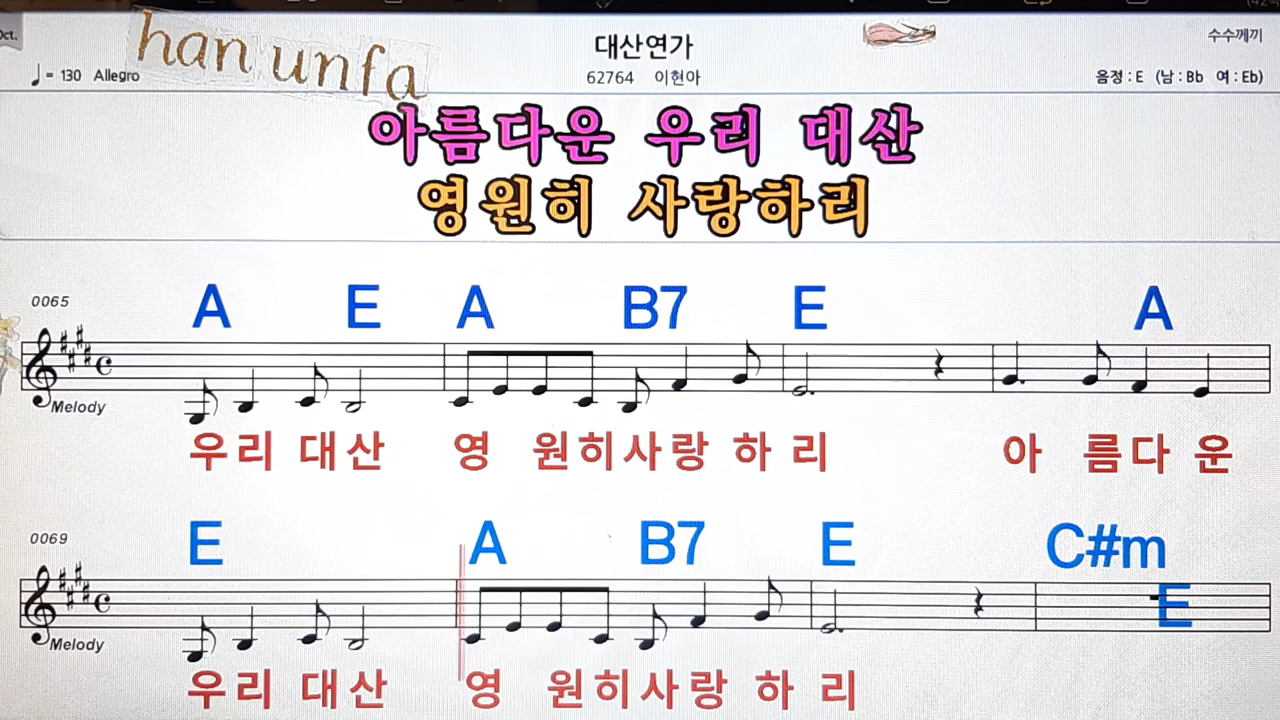 Oct.
han unfa
대산연가
수수께끼
♩= 130 Allegro
62764 이현아
음정 : E (남 : Bb 여 : Eb)
아름다운 우리 대산
영원히 사랑하리
0065
A E A B7 E A
Melody
우리 대산 영 원히사랑 하 리 아 름다 운
0069
E A B7 E C#m E
Melody
우리 대산 영 원히사랑 하 리